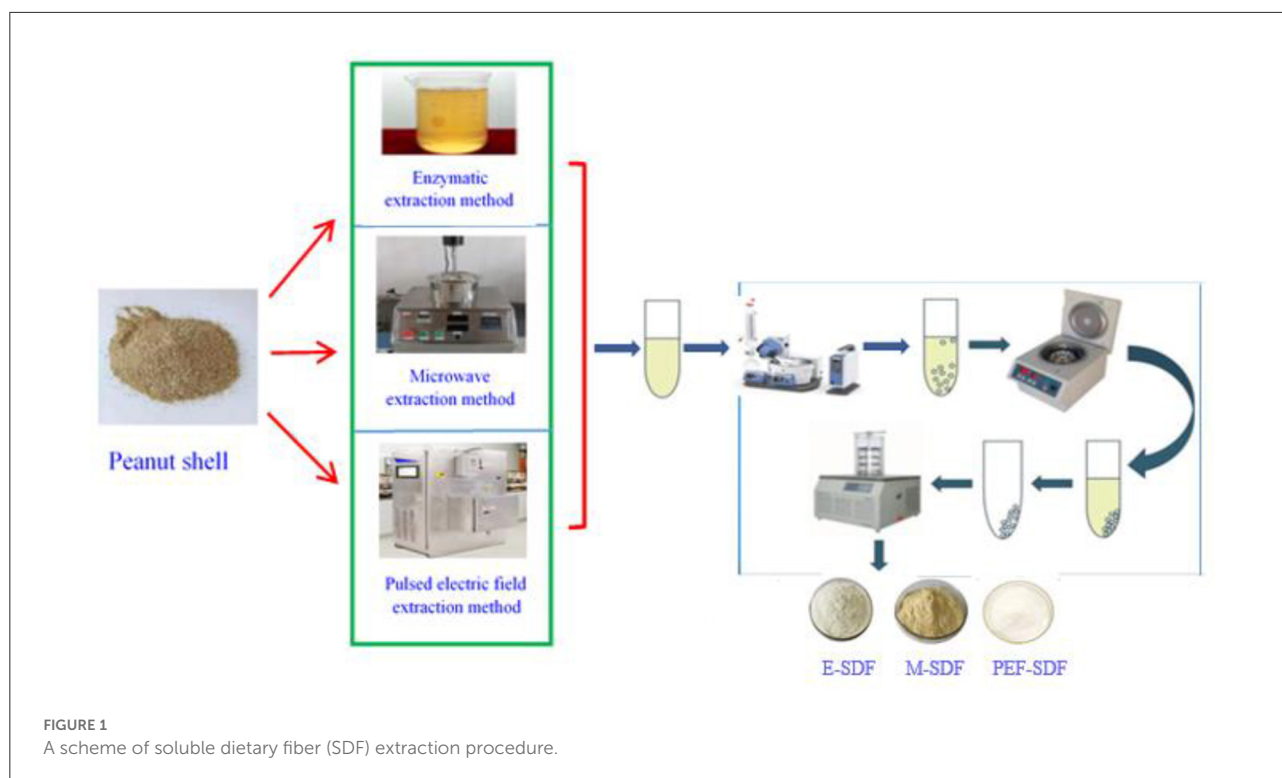 Enzymatic
extraction method
Microwave
extraction method
Pulsed electric field
extraction method
Peanut shell
E-SDF M-SDF PEF-SDF
FIGURE 1
A scheme of soluble dietary fiber (SDF) extraction procedure.